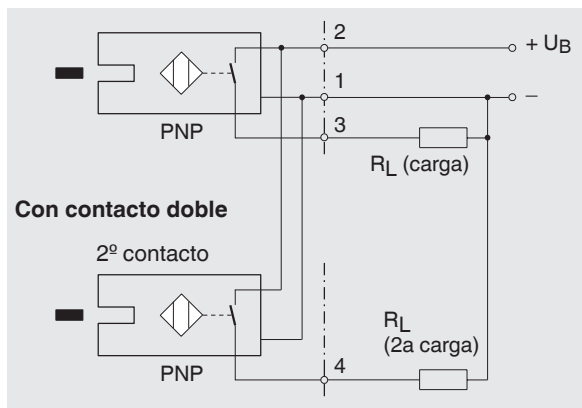 2
+ UB
1
–
PNP
3
RL (carga)
Con contacto doble
2º contacto
RL
(2a carga)
PNP
4